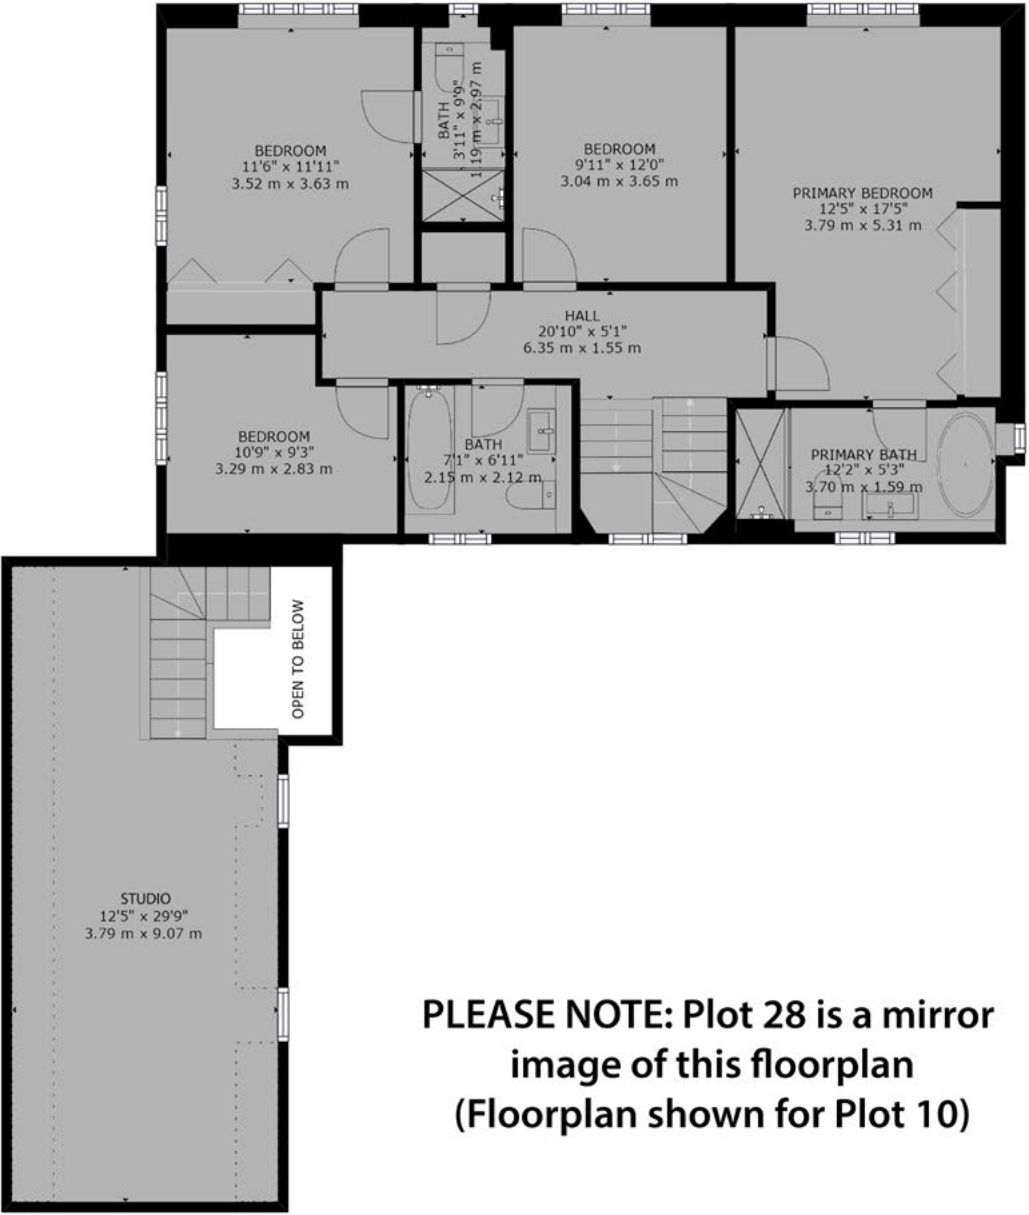 BEDROOM
11'6" x 11'11"
3.52 m x 3.63 m
BATH
3'11" x 9'9"
1.19 m x 2.97 m
BEDROOM
9'11" x 12'0"
3.04 m x 3.65 m
PRIMARY BEDROOM
12'5" x 17'5"
3.79 m x 5.31 m
HALL
20'10" x 5'1"
6.35 m x 1.55 m
BEDROOM
10'9" x 9'3"
3.29 m x 2.83 m
BATH
7'1" x 6'11"
2.15 m x 2.12 m
PRIMARY BATH
12'2" x 5'3"
3.70 m x 1.59 m
OPEN TO BELOW
STUDIO
12'5" x 29'9"
3.79 m x 9.07 m
PLEASE NOTE: Plot 28 is a mirror
image of this floorplan
(Floorplan shown for Plot 10)